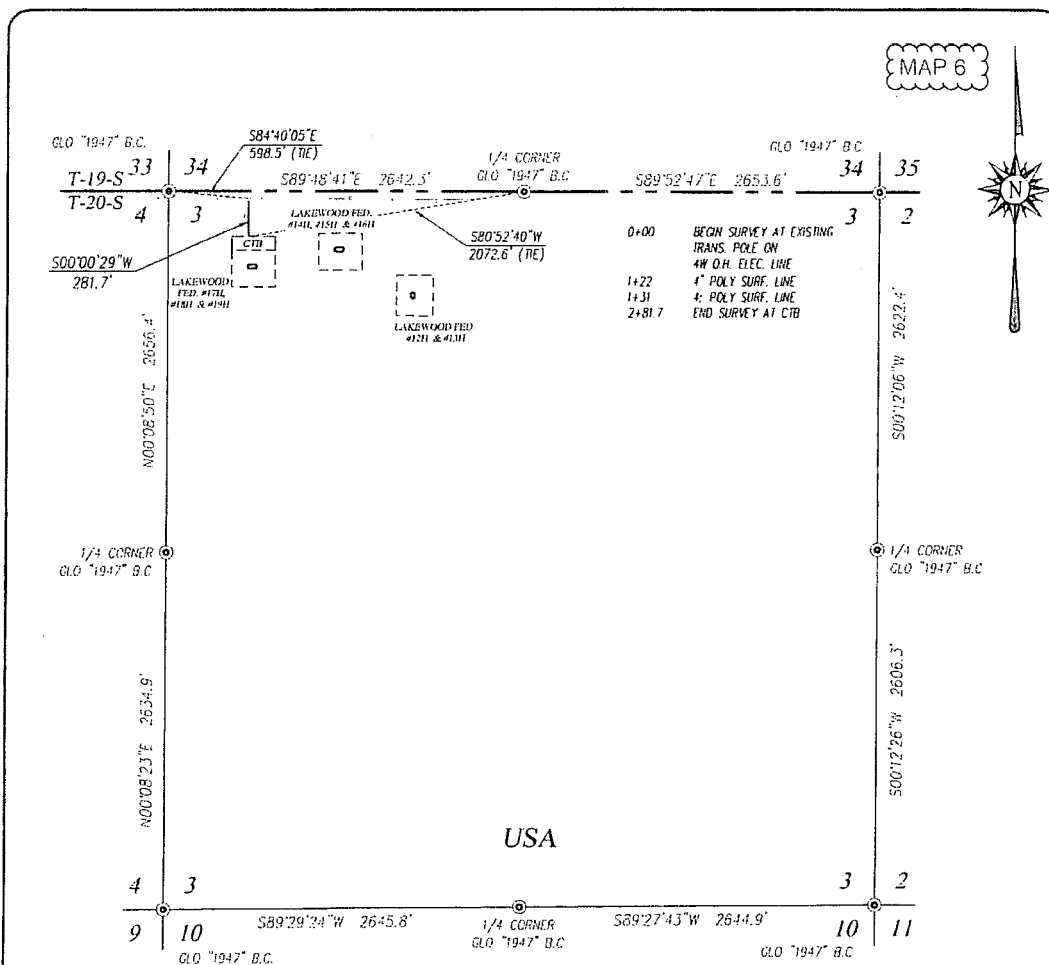 MAP 6
N
GLO "1947" B.C.
33 34
T-19-S
T-20-S
4 3
S84°40'05"E
598.5' (TIE)
S89°48'41"E 2642.3'
1/4 CORNER
GLO "1947" B.C
S89°52'47"E 2653.6'
GLO "1947" B.C
34 35
3 2
S00°00'29"W
281.7'
LAKEWOOD FED.
#14H, #15H & #16H
CTB
LAKEWOOD
FED. #17H,
#18H & #19H
S80°52'40"W
2072.6' (TIE)
LAKEWOOD FED.
#12H & #13H
0+00 BEGIN SURVEY AT EXISTING
TRANS. POLE ON
4W O.H. ELEC. LINE
1+22 4" POLY SURF. LINE
1+31 4; POLY SURF. LINE
2+81.7 END SURVEY AT CTB
N00°08'50"E 2656.4'
S00°12'06"W 2622.4'
1/4 CORNER
GLO "1947" B.C
1/4 CORNER
GLO "1947" B.C
N00°08'23"E 2634.9'
S00°12'26"W 2606.3'
USA
4 3
9 10
GLO "1947" B.C.
S89°29'24"W 2645.8'
1/4 CORNER
GLO "1947" B.C
S89°27'43"W 2644.9'
3 2
10 11
GLO "1947" B.C